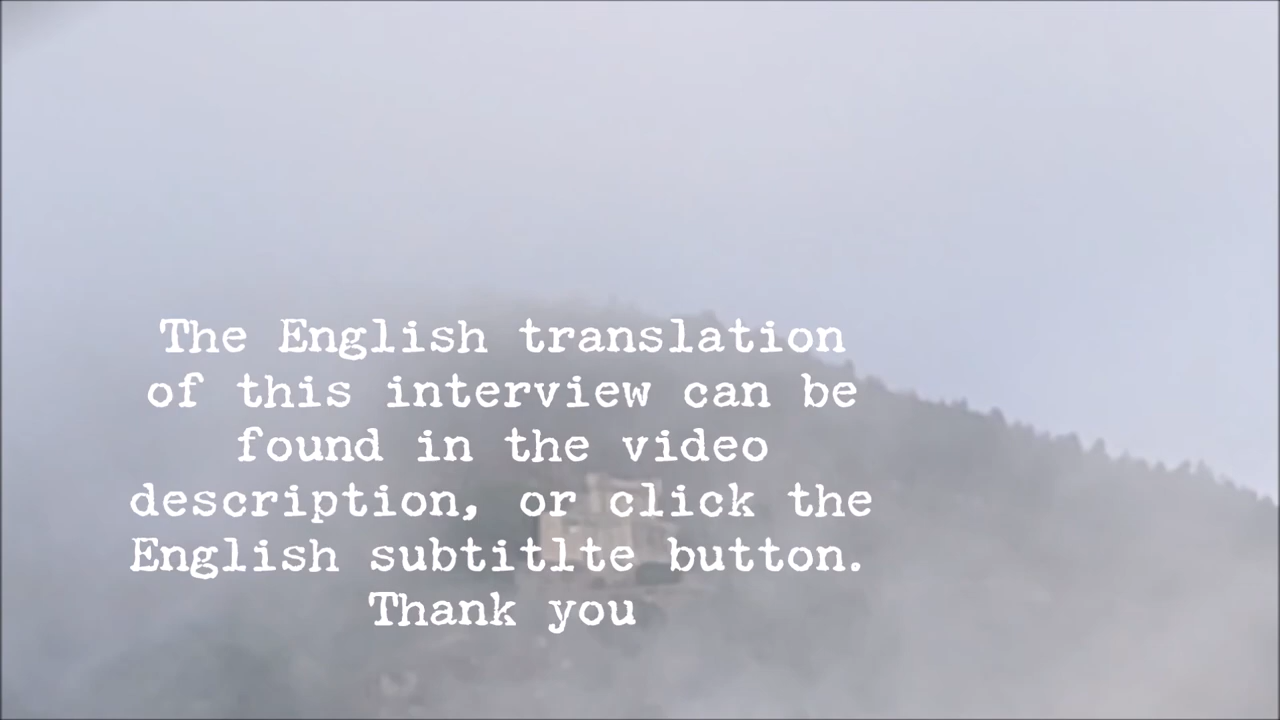 The English translation
of this interview can be
found in the video
description, or click the
English subtitlte button.
Thank you